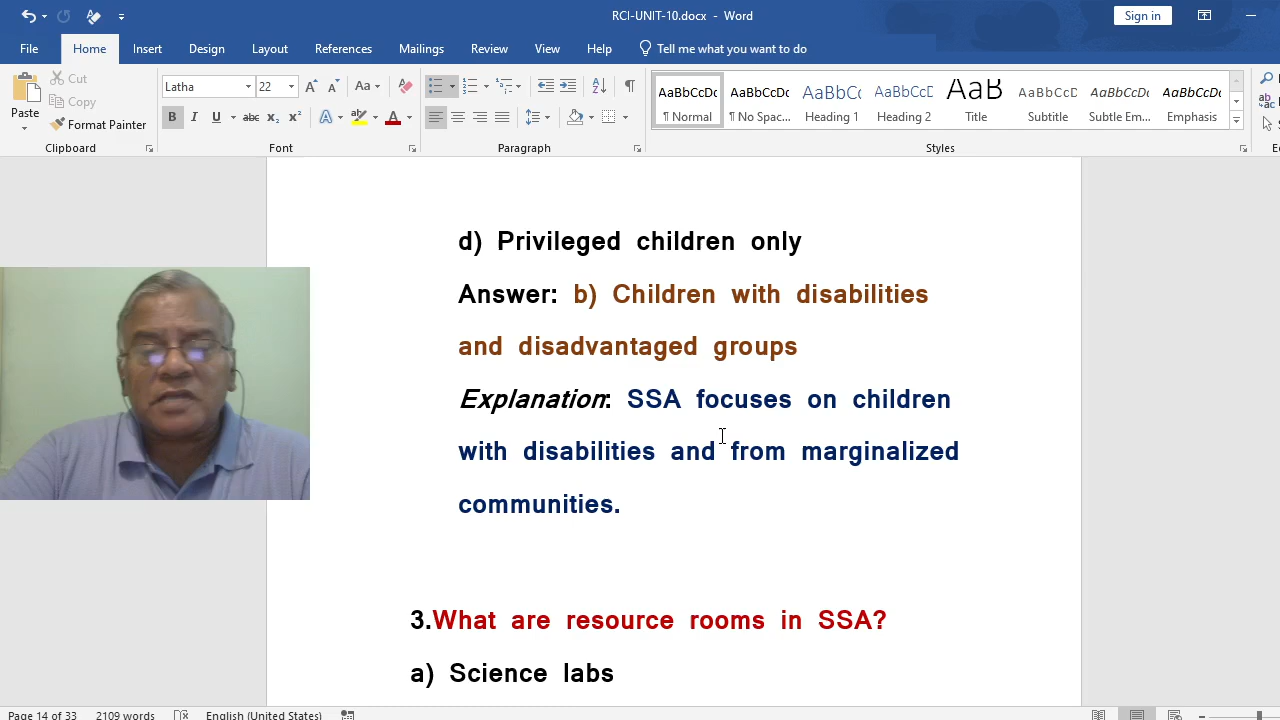 RCI-UNIT-10.docx - Word
Sign in
File Home Insert Design Layout References Mailings Review View Help Tell me what you want to do
Paste
Cut
Copy
Format Painter
Latha 22
AaBbCcDc AaBbCcDc AaBbCc AaBbCcDc AaB AaBbCcD AaBbCcDc AaBbCcDc
¶ Normal ¶ No Spac... Heading 1 Heading 2 Title Subtitle Subtle Em... Emphasis
Clipboard Font Paragraph Styles
d) Privileged children only
Answer: b) Children with disabilities
and disadvantaged groups
Explanation: SSA focuses on children
with disabilities and from marginalized
communities.
3.What are resource rooms in SSA?
a) Science labs
Page 14 of 33 2109 words English (United States)